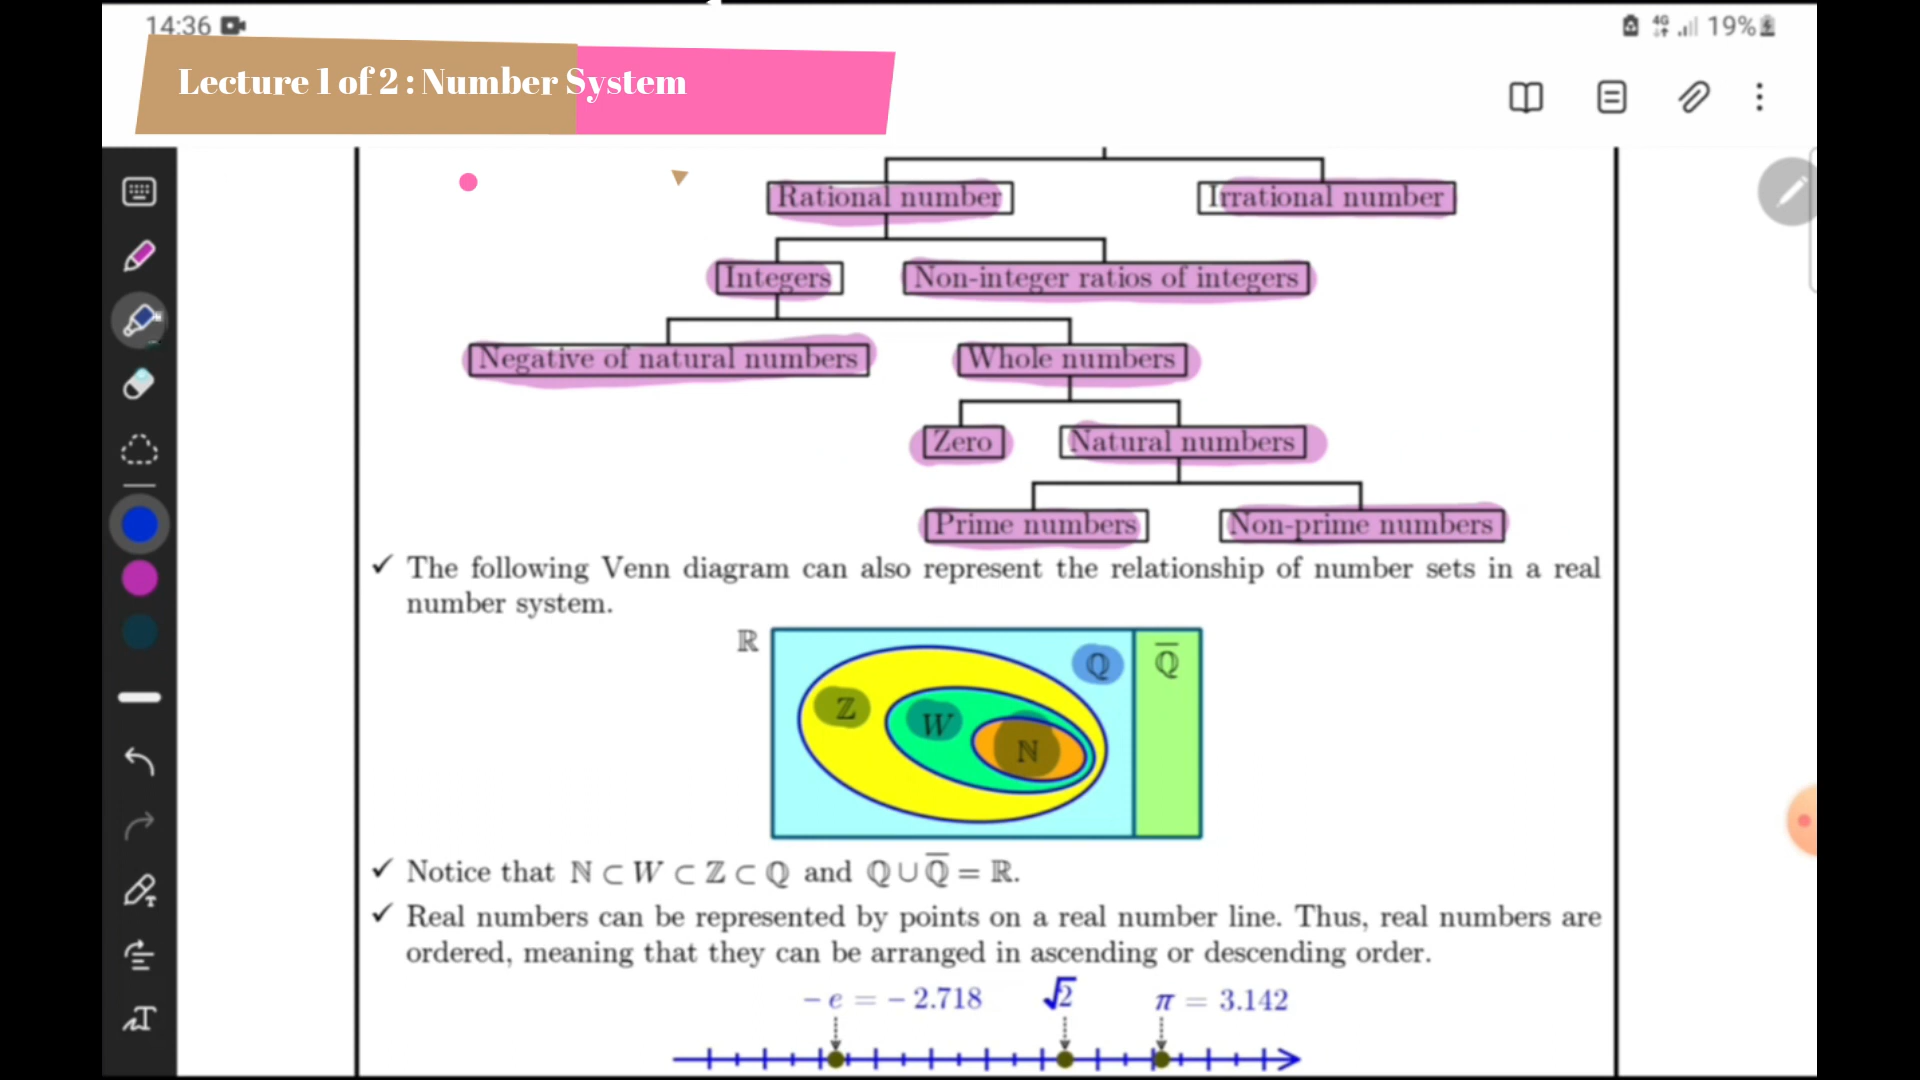 14:36
4G 19%
Lecture 1 of 2 : Number System
Rational number Irrational number
Integers Non-integer ratios of integers
Negative of natural numbers Whole numbers
Zero Natural numbers
Prime numbers Non-prime numbers
✓ The following Venn diagram can also represent the relationship of number sets in a real
number system.
ℝ ℚ ℚ̅
ℤ W ℕ
✓ Notice that ℕ ⊂ W ⊂ ℤ ⊂ ℚ and ℚ ∪ ℚ̅ = ℝ.
✓ Real numbers can be represented by points on a real number line. Thus, real numbers are
ordered, meaning that they can be arranged in ascending or descending order.
− e = − 2.718 √2 π = 3.142